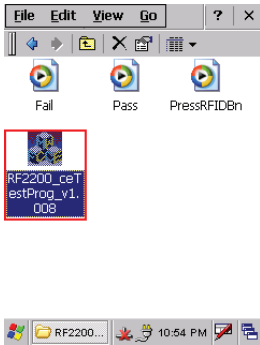 File Edit View Go ? ×
Fail Pass PressRFIDBn
RF2200_ceT
estProg_v1.
008
RF2200... 10:54 PM